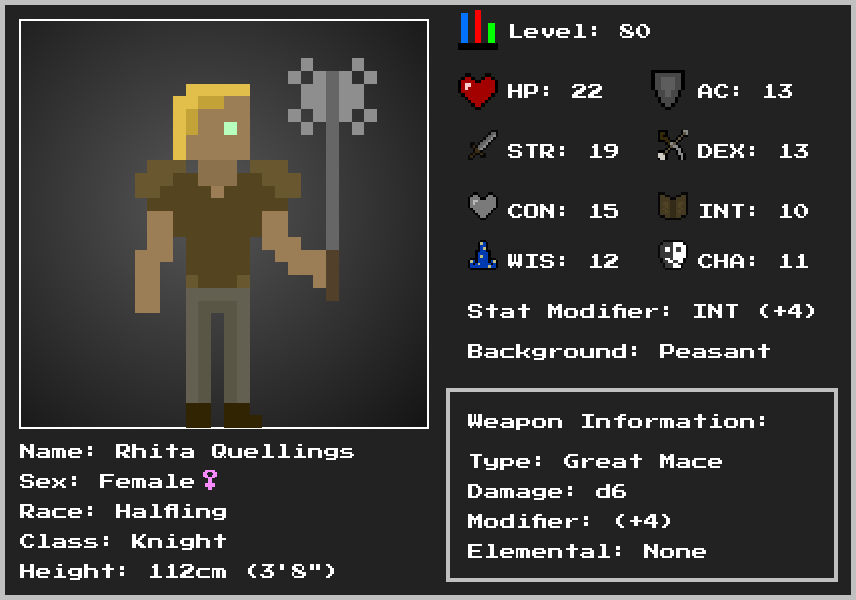 Level: 80
HP: 22 AC: 13
STR: 19 DEX: 13
CON: 15 INT: 10
WIS: 12 CHA: 11
Stat Modifier: INT (+4)
Background: Peasant
Weapon Information:
Type: Great Mace
Damage: d6
Modifier: (+4)
Elemental: None
Name: Rhita Quellings
Sex: Female♀
Race: Halfling
Class: Knight
Height: 112cm (3'8")